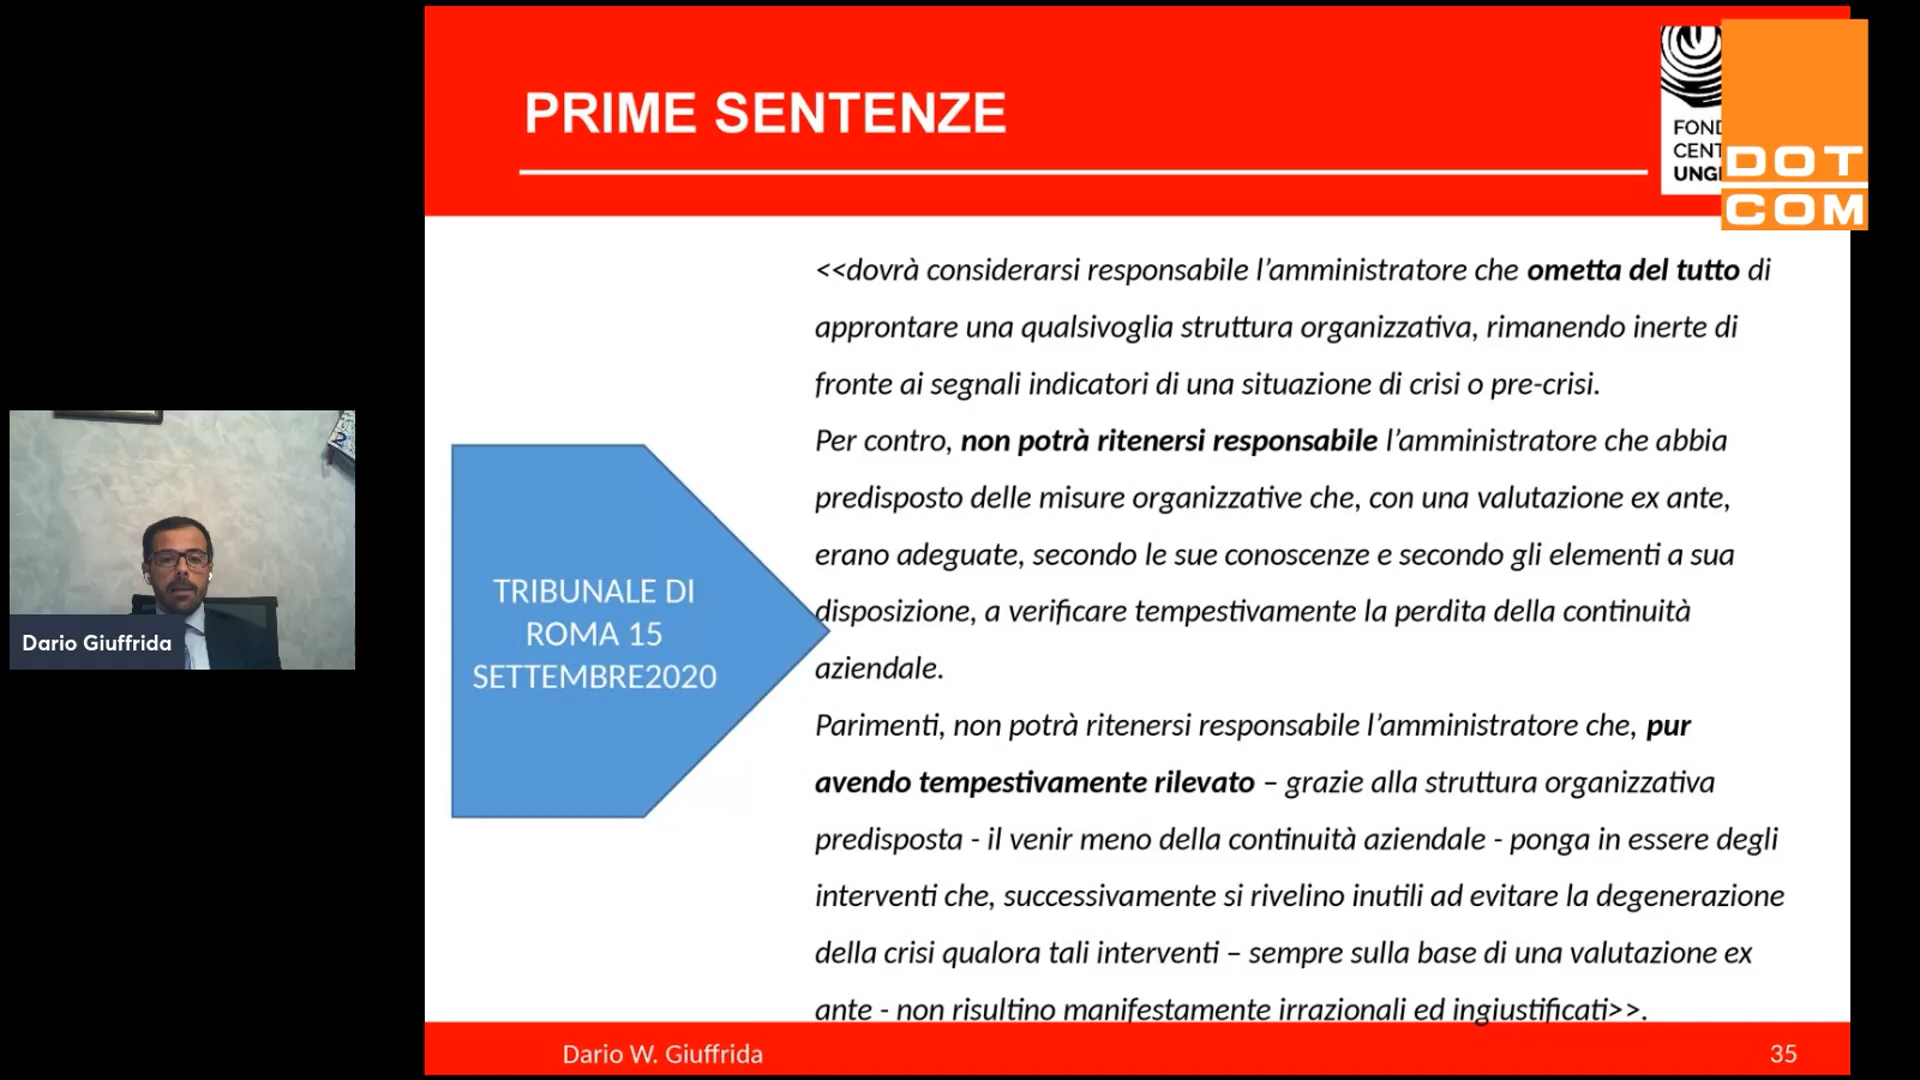 PRIME SENTENZE
FOND
CENT
UNG
DOT
COM
<<dovrà considerarsi responsabile l’amministratore che ometta del tutto di
approntare una qualsivoglia struttura organizzativa, rimanendo inerte di
fronte ai segnali indicatori di una situazione di crisi o pre-crisi.
Per contro, non potrà ritenersi responsabile l’amministratore che abbia
predisposto delle misure organizzative che, con una valutazione ex ante,
erano adeguate, secondo le sue conoscenze e secondo gli elementi a sua
disposizione, a verificare tempestivamente la perdita della continuità
aziendale.
Parimenti, non potrà ritenersi responsabile l’amministratore che, pur
avendo tempestivamente rilevato – grazie alla struttura organizzativa
predisposta - il venir meno della continuità aziendale - ponga in essere degli
interventi che, successivamente si rivelino inutili ad evitare la degenerazione
della crisi qualora tali interventi – sempre sulla base di una valutazione ex
ante - non risultino manifestamente irrazionali ed ingiustificati>>.
TRIBUNALE DI
ROMA 15
SETTEMBRE2020
Dario Giuffrida
2
Dario W. Giuffrida
35